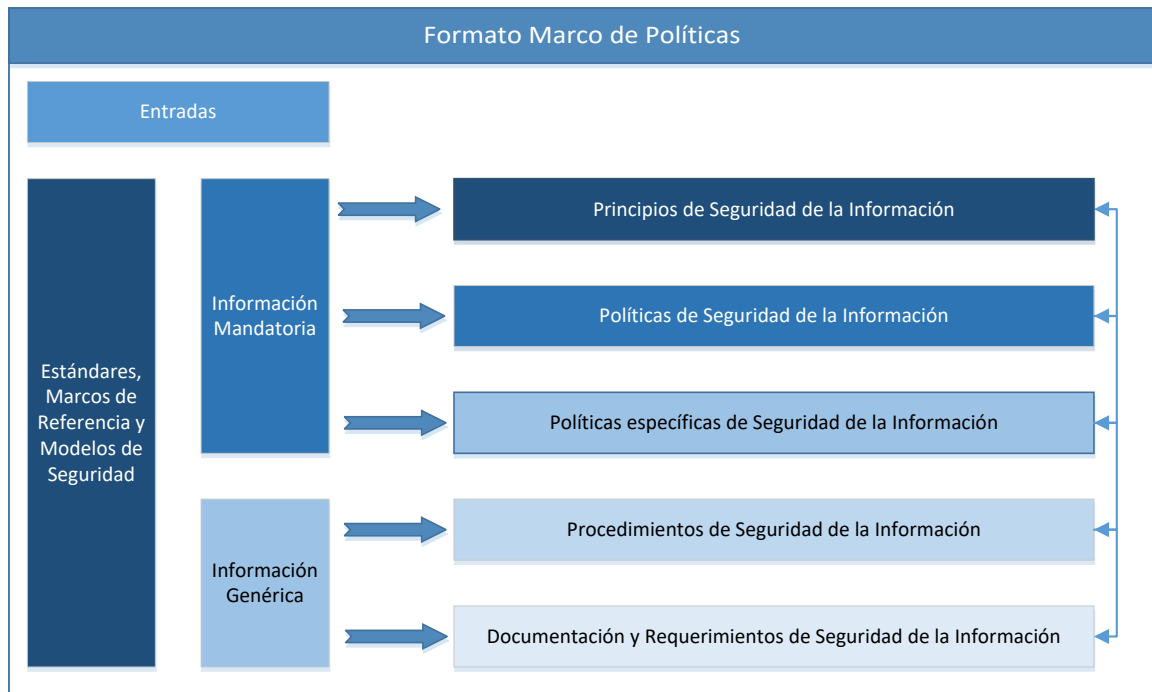 Formato Marco de Políticas
Entradas
Estándares,
Marcos de
Referencia y
Modelos de
Seguridad
Información
Mandatoria
Principios de Seguridad de la Información
Políticas de Seguridad de la Información
Políticas específicas de Seguridad de la Información
Información
Genérica
Procedimientos de Seguridad de la Información
Documentación y Requerimientos de Seguridad de la Información